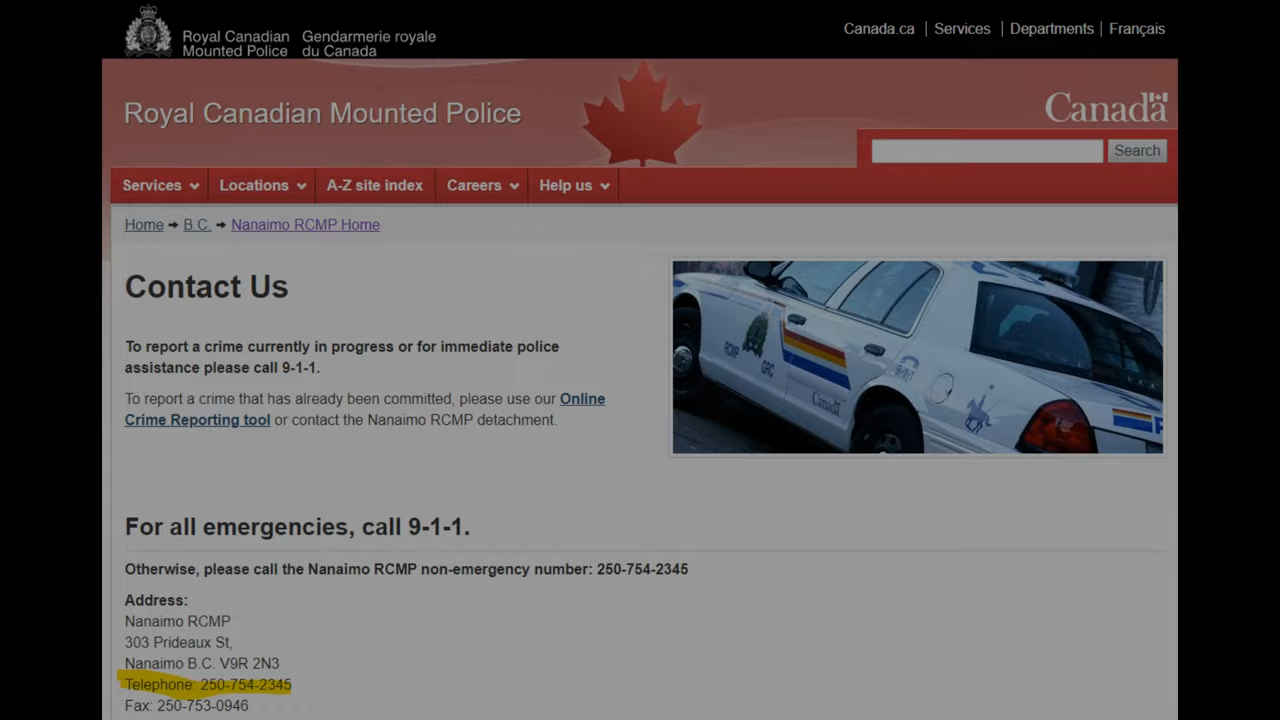 Royal Canadian Mounted Police
Gendarmerie royale du Canada
Canada.ca | Services | Departments | Français
Royal Canadian Mounted Police
Canada
Search
Services
Locations
A-Z site index
Careers
Help us
Home → B.C. → Nanaimo RCMP Home
Contact Us
To report a crime currently in progress or for immediate police
assistance please call 9-1-1.
To report a crime that has already been committed, please use our Online
Crime Reporting tool or contact the Nanaimo RCMP detachment.
RCMP
GRC
Canada
9-1-1
For all emergencies, call 9-1-1.
Otherwise, please call the Nanaimo RCMP non-emergency number: 250-754-2345
Address:
Nanaimo RCMP
303 Prideaux St,
Nanaimo B.C. V9R 2N3
Telephone: 250-754-2345
Fax: 250-753-0946